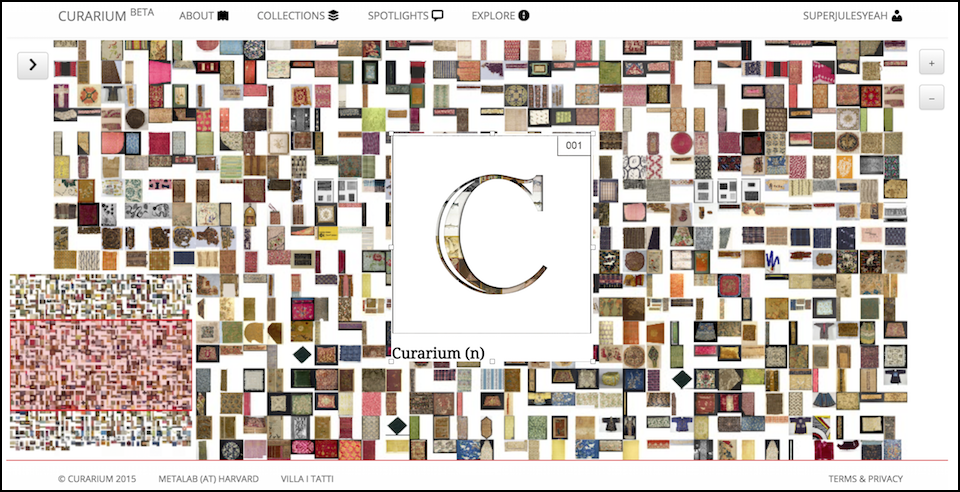 CURARIUM BETA
ABOUT
COLLECTIONS
SPOTLIGHTS
EXPLORE
SUPERJULESYEAH
+
–
001
C
Curarium (n)
© CURARIUM 2015
METALAB (AT) HARVARD
VILLA I TATTI
TERMS & PRIVACY